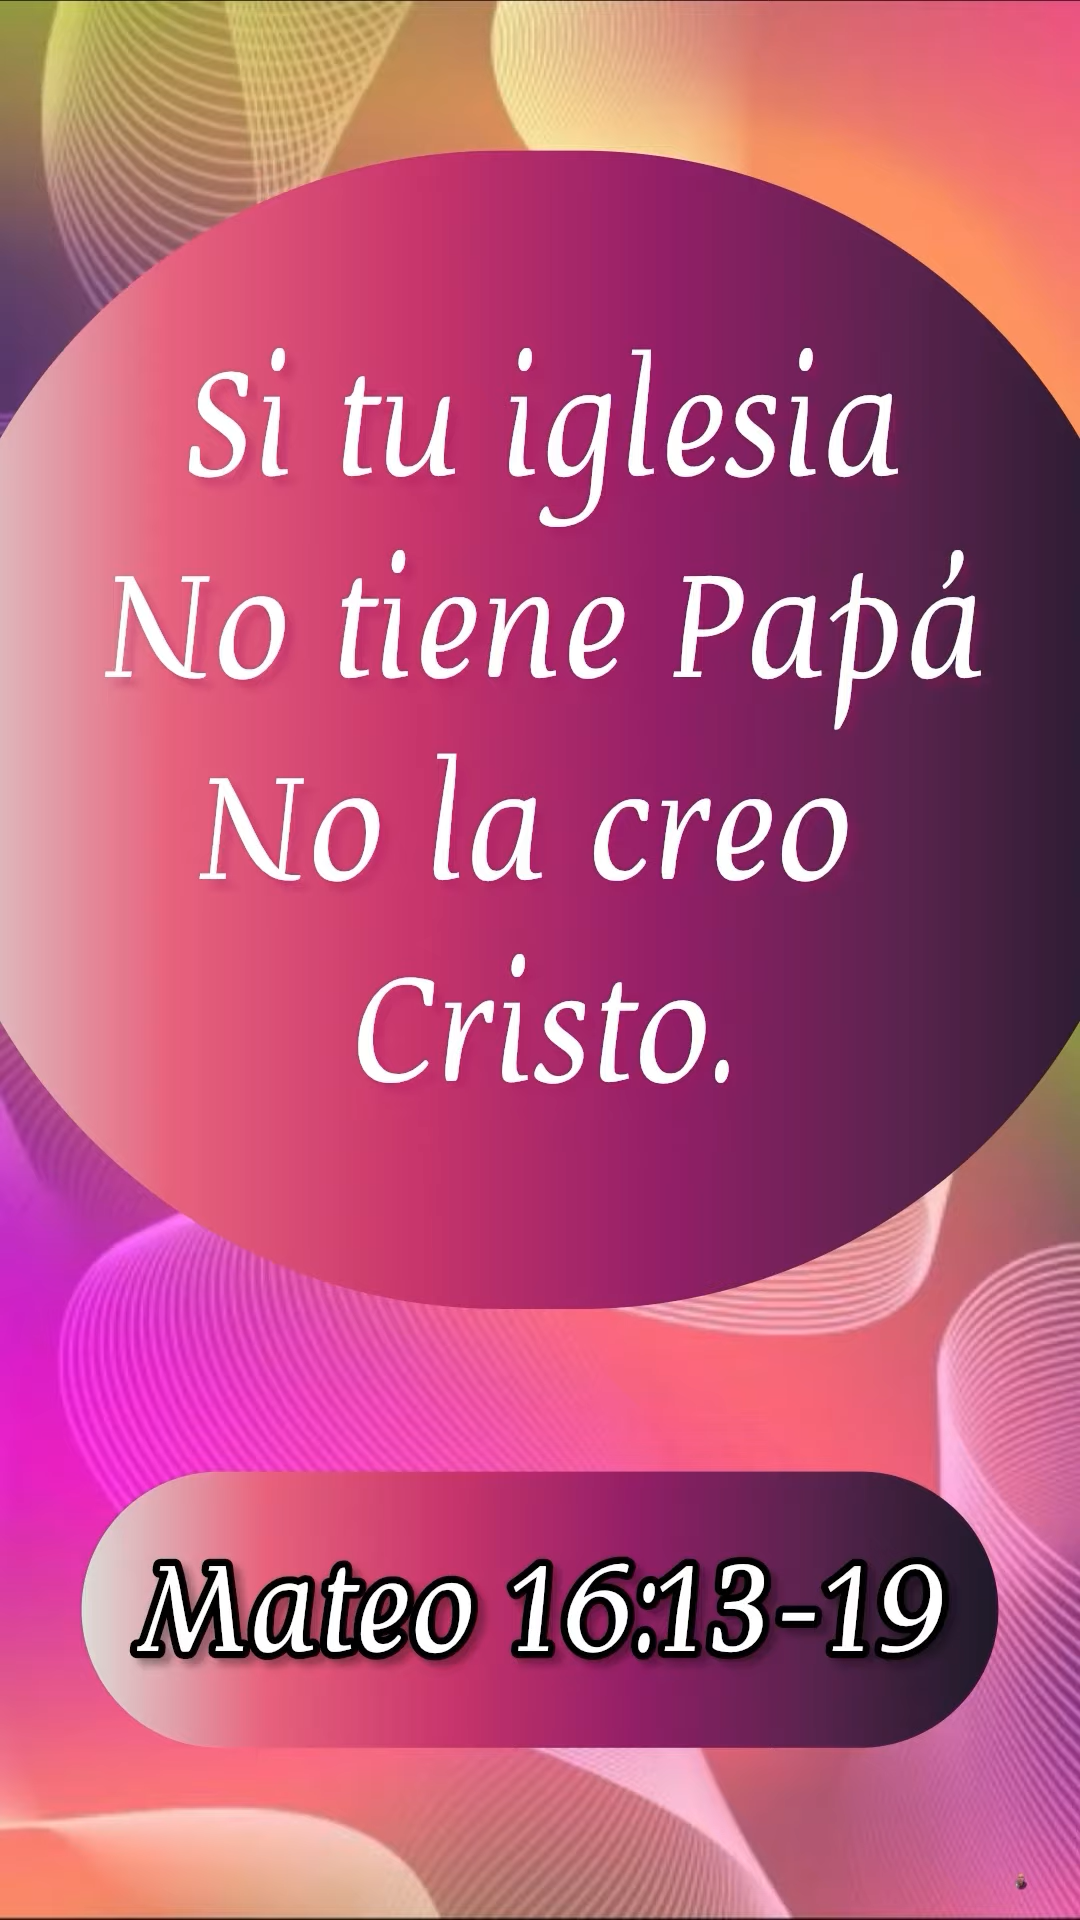 Si tu iglesia
No tiene Papá
No la creo
Cristo.
Mateo 16:13-19